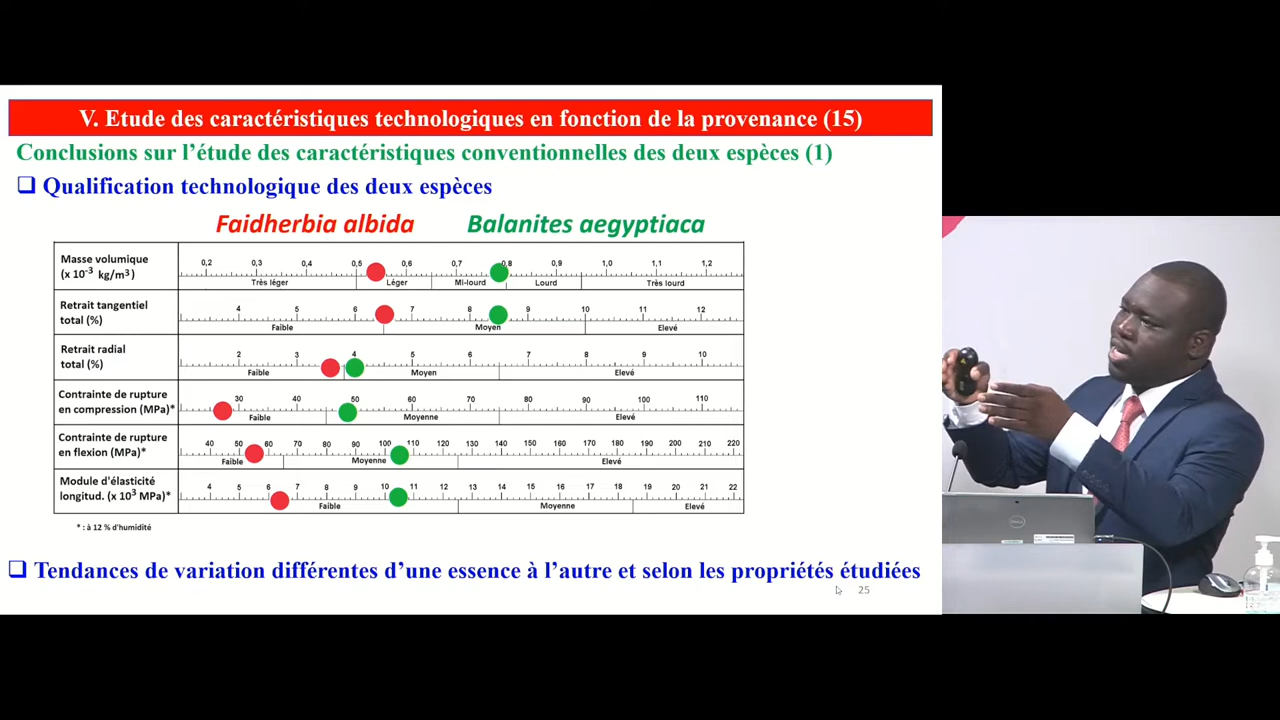 V. Etude des caractéristiques technologiques en fonction de la provenance (15)
Conclusions sur l’étude des caractéristiques conventionnelles des deux espèces (1)
Qualification technologique des deux espèces
Faidherbia albida Balanites aegyptiaca
Masse volumique
(x 10-3 kg/m3)
0,2 0,3 0,4 0,5 0,6 0,7 0,8 0,9 1,0 1,1 1,2
Très léger Léger Mi-lourd Lourd Très lourd
Retrait tangentiel
total (%)
4 5 6 7 8 9 10 11 12
Faible Moyen Elevé
Retrait radial
total (%)
2 3 4 5 6 7 8 9 10
Faible Moyen Elevé
Contrainte de rupture
en compression (MPa)*
30 40 50 60 70 80 90 100 110
Faible Moyenne Elevé
Contrainte de rupture
en flexion (MPa)*
40 50 60 70 80 90 100 110 120 130 140 150 160 170 180 190 200 210 220
Faible Moyenne Elevé
Module d'élasticité
longitud. (x 103 MPa)*
4 5 6 7 8 9 10 11 12 13 14 15 16 17 18 19 20 21 22
Faible Moyenne Elevé
* : à 12 % d'humidité
Tendances de variation différentes d’une essence à l’autre et selon les propriétés étudiées
25
DELL